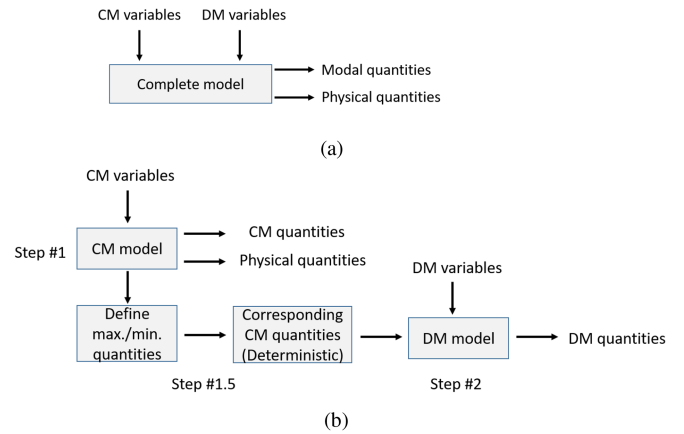 CM variables DM variables
Complete model
Modal quantities
Physical quantities
(a)
CM variables
Step #1
CM model
CM quantities
Physical quantities
DM variables
Define
max./min.
quantities
Corresponding
CM quantities
(Deterministic)
DM model
DM quantities
Step #1.5
Step #2
(b)